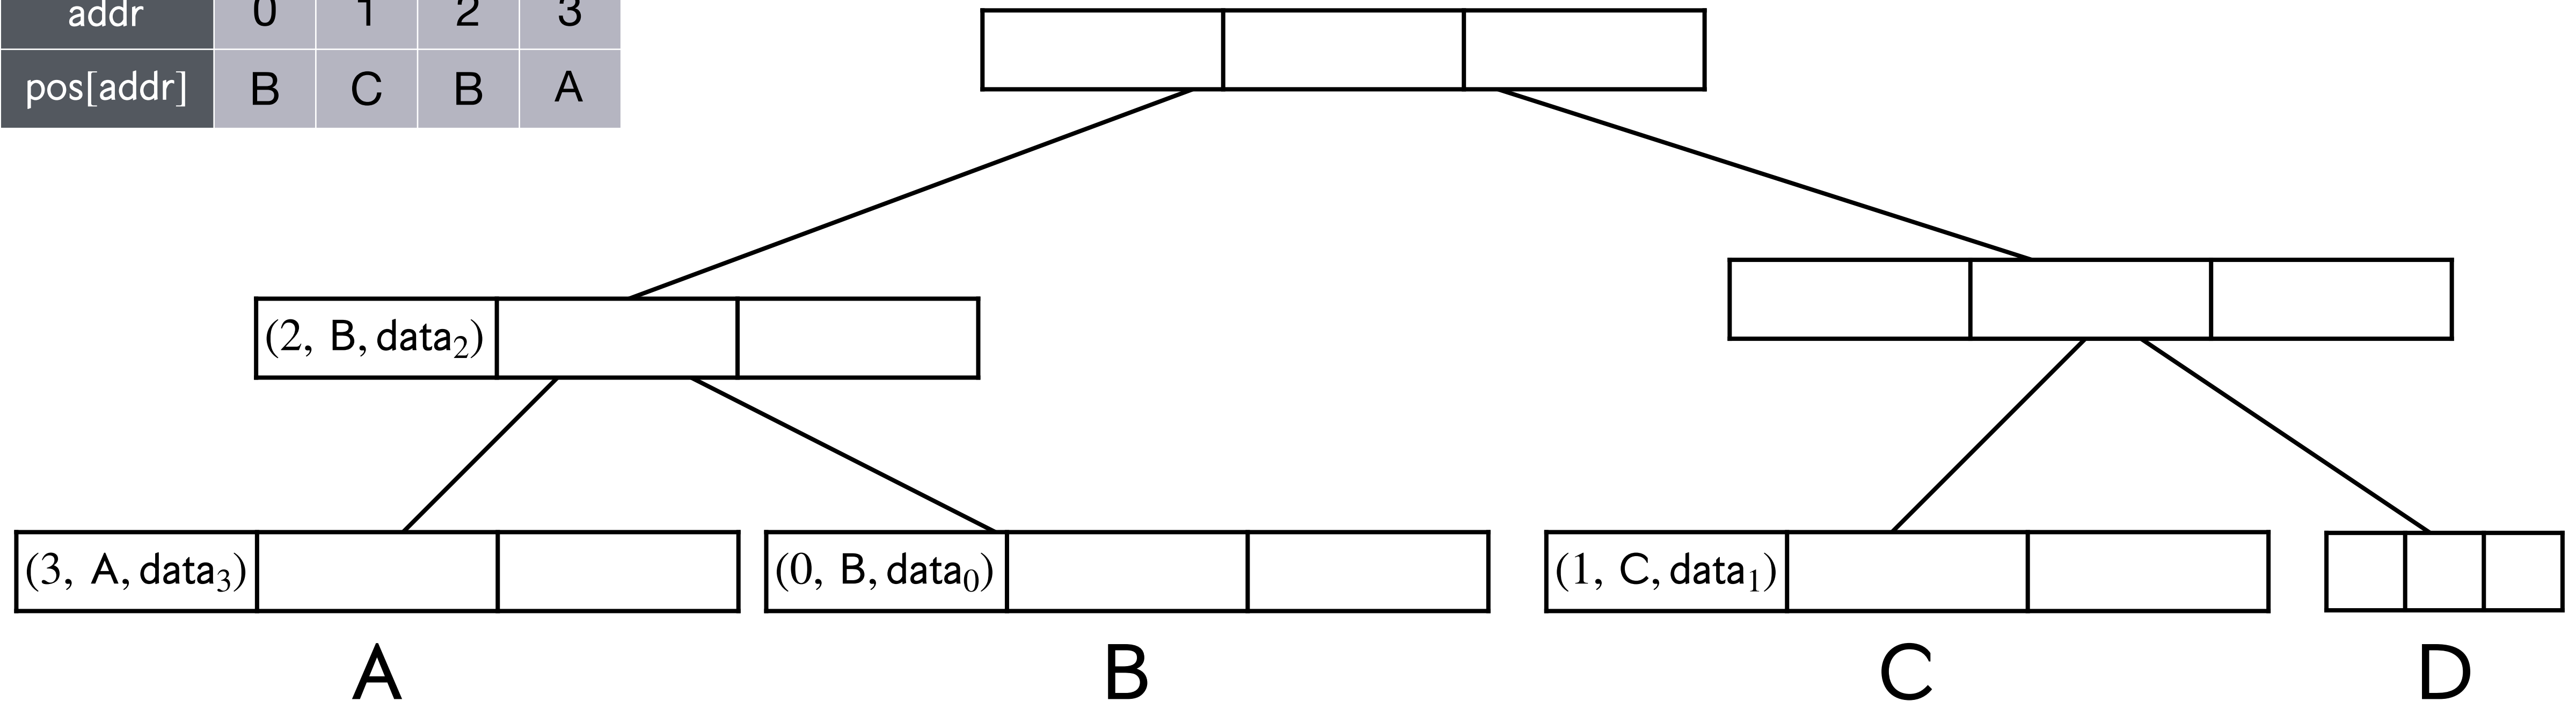 addr 0 1 2 3
pos[addr] B C B A
(2, B, data₂)
(3, A, data₃) (0, B, data₀) (1, C, data₁)
A B C D